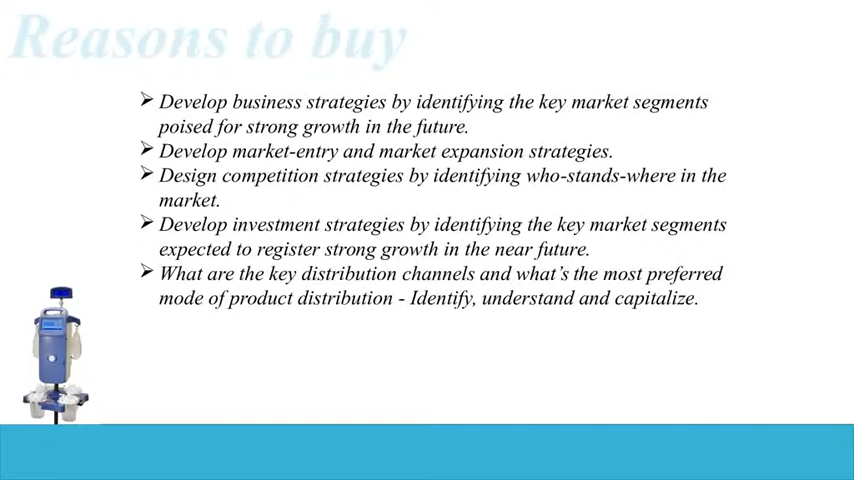 Reasons to buy
➢ Develop business strategies by identifying the key market segments
poised for strong growth in the future.
➢ Develop market-entry and market expansion strategies.
➢ Design competition strategies by identifying who-stands-where in the
market.
➢ Develop investment strategies by identifying the key market segments
expected to register strong growth in the near future.
➢ What are the key distribution channels and what’s the most preferred
mode of product distribution - Identify, understand and capitalize.